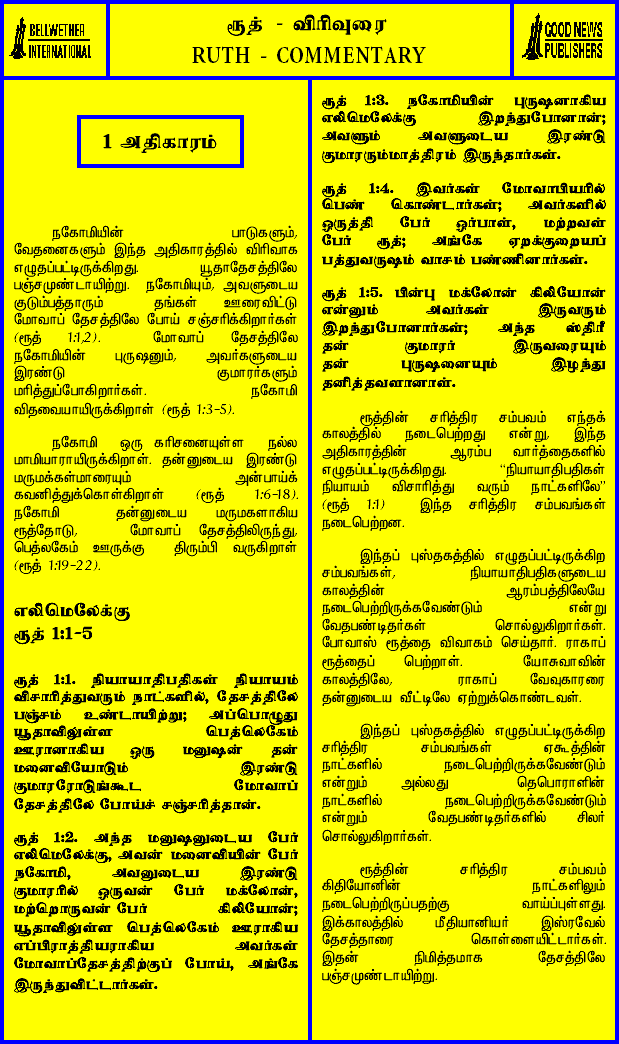 BELLWETHER
INTERNATIONAL
ரூத் - விரிவுரை
RUTH - COMMENTARY
GOOD NEWS
PUBLISHERS
1 அதிகாரம்
நகோமியின் பாடுகளும்,
வேதனைகளும் இந்த அதிகாரத்தில் விரிவாக
எழுதப்பட்டிருக்கிறது. யூதாதேசத்திலே
பஞ்சமுண்டாயிற்று. நகோமியும், அவளுடைய
குடும்பத்தாரும் தங்கள் ஊரைவிட்டு
மோவாப் தேசத்திலே போய் சஞ்சரிக்கிறார்கள்
(ரூத் 1:1,2). மோவாப் தேசத்திலே
நகோமியின் புருஷனும், அவர்களுடைய
இரண்டு குமாரர்களும்
மரித்துப்போகிறார்கள். நகோமி
விதவையாயிருக்கிறாள் (ரூத் 1:3-5).
நகோமி ஒரு கரிசனையுள்ள நல்ல
மாமியாராயிருக்கிறாள். தன்னுடைய இரண்டு
மருமக்கள்மாரையும் அன்பாய்க்
கவனித்துக்கொள்கிறாள் (ரூத் 1:6-18).
நகோமி தன்னுடைய மருமகளாகிய
ரூத்தோடு, மோவாப் தேசத்திலிருந்து,
பெத்லகேம் ஊருக்கு திரும்பி வருகிறாள்
(ரூத் 1:19-22).
எலிமெலேக்கு
ரூத் 1:1-5
ரூத் 1:1. நியாயாதிபதிகள் நியாயம்
விசாரித்துவரும் நாட்களில், தேசத்திலே
பஞ்சம் உண்டாயிற்று; அப்பொழுது
யூதாவிலுள்ள பெத்லெகேம்
ஊரானாகிய ஒரு மனுஷன் தன்
மனைவியோடும் இரண்டு
குமாரரோடுங்கூட மோவாப்
தேசத்திலே போய்ச் சஞ்சரித்தான்.
ரூத் 1:2. அந்த மனுஷனுடைய பேர்
எலிமெலேக்கு, அவன் மனைவியின் பேர்
நகோமி, அவனுடைய இரண்டு
குமாரரில் ஒருவன் பேர் மக்லோன்,
மற்றொருவன் பேர் கிலியோன்;
யூதாவிலுள்ள பெத்லெகேம் ஊராகிய
எப்பிராத்தியராகிய அவர்கள்
மோவாப்தேசத்திற்குப் போய், அங்கே
இருந்துவிட்டார்கள்.
ரூத் 1:3. நகோமியின் புருஷனாகிய
எலிமெலேக்கு இறந்துபோனான்;
அவளும் அவளுடைய இரண்டு
குமாரரும்மாத்திரம் இருந்தார்கள்.
ரூத் 1:4. இவர்கள் மோவாபியரில்
பெண் கொண்டார்கள்; அவர்களில்
ஒருத்தி பேர் ஒர்பாள், மற்றவள்
பேர் ரூத்; அங்கே ஏறக்குறையப்
பத்துவருஷம் வாசம் பண்ணினார்கள்.
ரூத் 1:5. பின்பு மக்லோன் கிலியோன்
என்னும் அவர்கள் இருவரும்
இறந்துபோனார்கள்; அந்த ஸ்திரீ
தன் குமாரர் இருவரையும்
தன் புருஷனையும் இழந்து
தனித்தவளானாள்.
ரூத்தின் சரித்திர சம்பவம் எந்தக்
காலத்தில் நடைபெற்றது என்று, இந்த
அதிகாரத்தின் ஆரம்ப வார்த்தைகளில்
எழுதப்பட்டிருக்கிறது. “நியாயாதிபதிகள்
நியாயம் விசாரித்து வரும் நாட்களிலே”
(ரூத் 1:1) இந்த சரித்திர சம்பவங்கள்
நடைபெற்றன.
இந்தப் புஸ்தகத்தில் எழுதப்பட்டிருக்கிற
சம்பவங்கள், நியாயாதிபதிகளுடைய
காலத்தின் ஆரம்பத்திலேயே
நடைபெற்றிருக்கவேண்டும் என்று
வேதபண்டிதர்கள் சொல்லுகிறார்கள்.
போவாஸ் ரூத்தை விவாகம் செய்தார். ராகாப்
ரூத்தைப் பெற்றாள். யோசுவாவின்
காலத்திலே, ராகாப் வேவுகாரரை
தன்னுடைய வீட்டிலே ஏற்றுக்கொண்டவள்.
இந்தப் புஸ்தகத்தில் எழுதப்பட்டிருக்கிற
சரித்திர சம்பவங்கள் ஏகூத்தின்
நாட்களில் நடைபெற்றிருக்கவேண்டும்
என்றும் அல்லது தெபொராளின்
நாட்களில் நடைபெற்றிருக்கவேண்டும்
என்றும் வேதபண்டிதர்களில் சிலர்
சொல்லுகிறார்கள்.
ரூத்தின் சரித்திர சம்பவம்
கிதியோனின் நாட்களிலும்
நடைபெற்றிருப்பதற்கு வாய்ப்புள்ளது.
இக்காலத்தில் மீதியானியர் இஸ்ரவேல்
தேசத்தாரை கொள்ளையிட்டார்கள்.
இதன் நிமித்தமாக தேசத்திலே
பஞ்சமுண்டாயிற்று.